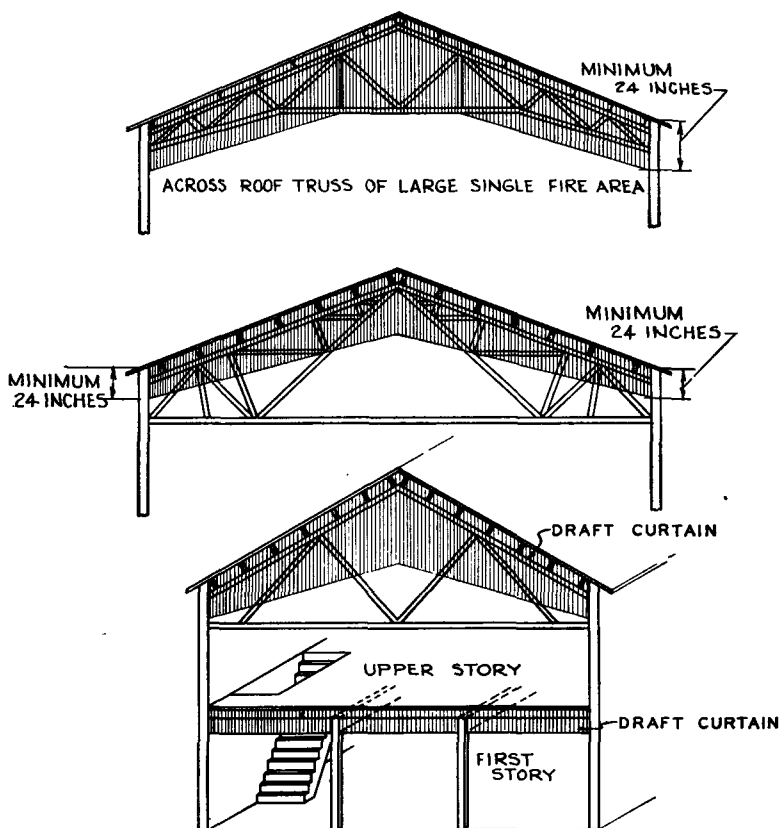 MINIMUM
24 INCHES
ACROSS ROOF TRUSS OF LARGE SINGLE FIRE AREA
MINIMUM
24 INCHES
MINIMUM
24 INCHES
DRAFT CURTAIN
UPPER STORY
DRAFT CURTAIN
FIRST
STORY